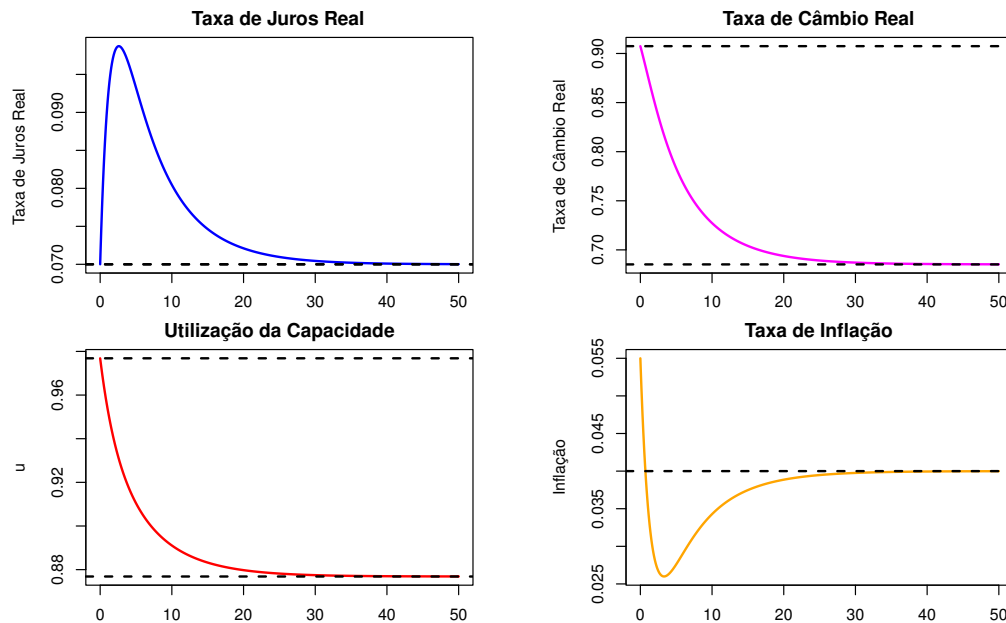 Taxa de Juros Real
Taxa de Juros Real
0.090
0.080
0.070
0 10 20 30 40 50
Taxa de Câmbio Real
Taxa de Câmbio Real
0.90
0.85
0.80
0.75
0.70
0 10 20 30 40 50
Utilização da Capacidade
u
0.96
0.92
0.88
0 10 20 30 40 50
Taxa de Inflação
Inflação
0.055
0.045
0.035
0.025
0 10 20 30 40 50